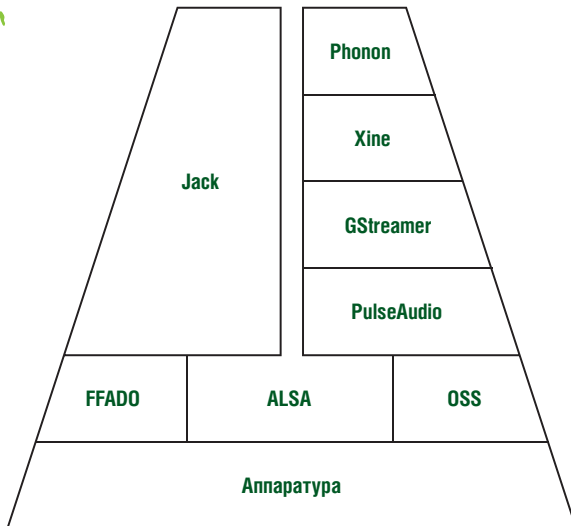 Phonon
Xine
Jack
GStreamer
PulseAudio
FFADO
ALSA
OSS
Аппаратура